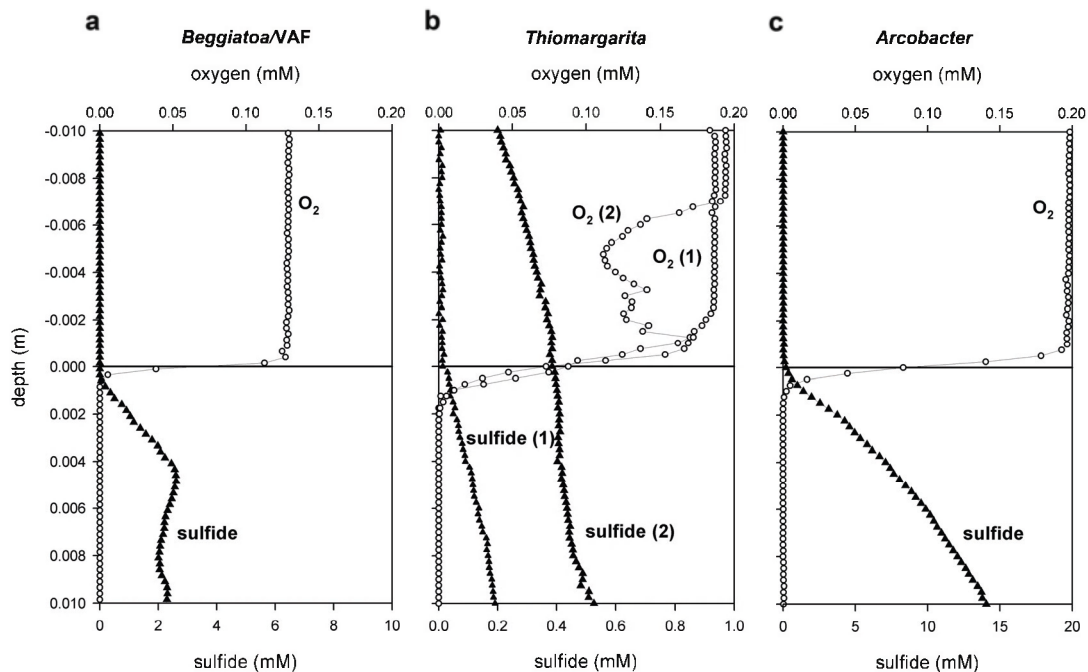 a
Beggiatoa/VAF
oxygen (mM)
0.00 0.05 0.10 0.15 0.20
b
Thiomargarita
oxygen (mM)
0.00 0.05 0.10 0.15 0.20
c
Arcobacter
oxygen (mM)
0.00 0.05 0.10 0.15 0.20
depth (m)
-0.010
-0.008
-0.006
-0.004
-0.002
0.000
0.002
0.004
0.006
0.008
0.010
O2
sulfide
O2 (2)
O2 (1)
sulfide (1)
sulfide (2)
O2
sulfide
0 2 4 6 8 10
sulfide (mM)
0.0 0.2 0.4 0.6 0.8 1.0
sulfide (mM)
0 5 10 15 20
sulfide (mM)